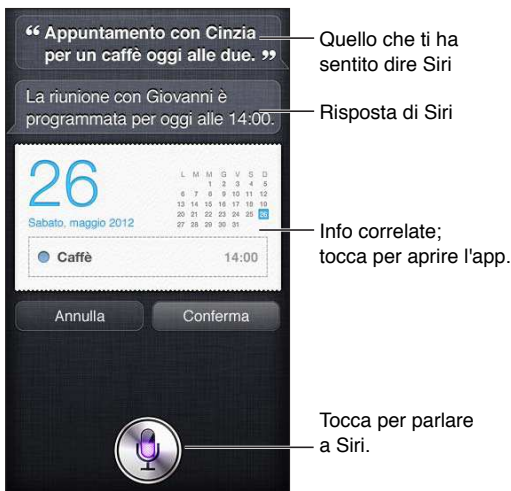 “ Appuntamento con Cinzia
per un caffè oggi alle due. ”
Quello che ti ha
sentito dire Siri
La riunione con Giovanni è
programmata per oggi alle 14:00.
Risposta di Siri
26
Sabato, maggio 2012
L M M G V S D
1 2 3 4 5
6 7 8 9 10 11 12
13 14 15 16 17 18 19
20 21 22 23 24 25 26
27 28 29 30 31
Caffè 14:00
Info correlate;
tocca per aprire l'app.
Annulla Conferma
Tocca per parlare
a Siri.